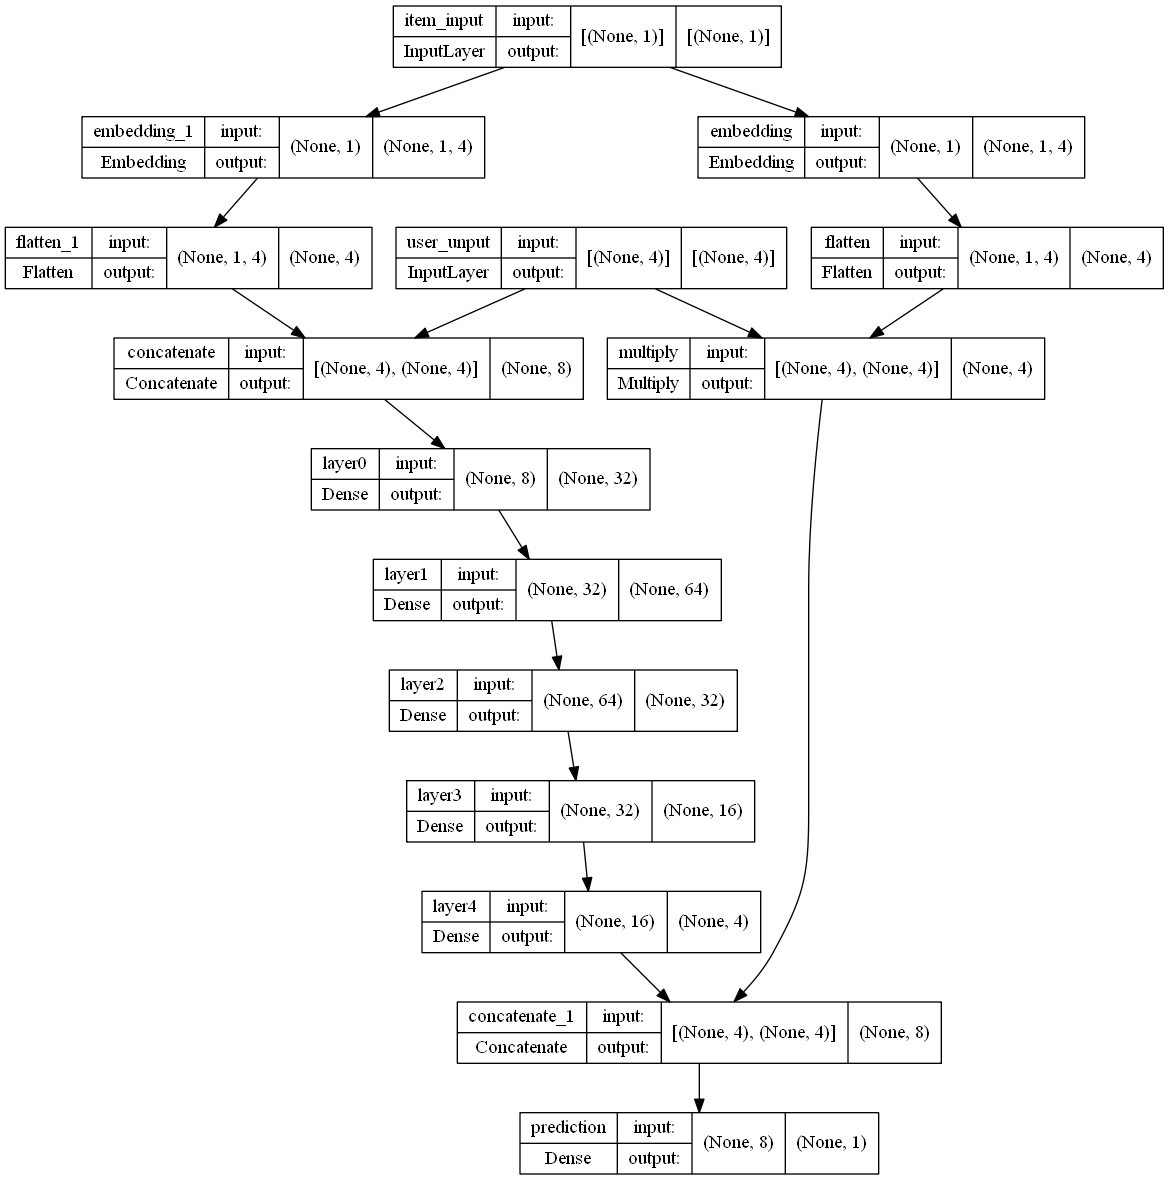 item_input input: [(None, 1)] [(None, 1)]
InputLayer output:
embedding_1 input: (None, 1) (None, 1, 4)
Embedding output:
embedding input: (None, 1) (None, 1, 4)
Embedding output:
flatten_1 input: (None, 1, 4) (None, 4)
Flatten output:
user_unput input: [(None, 4)] [(None, 4)]
InputLayer output:
flatten input: (None, 1, 4) (None, 4)
Flatten output:
concatenate input: [(None, 4), (None, 4)] (None, 8)
Concatenate output:
multiply input: [(None, 4), (None, 4)] (None, 4)
Multiply output:
layer0 input: (None, 8) (None, 32)
Dense output:
layer1 input: (None, 32) (None, 64)
Dense output:
layer2 input: (None, 64) (None, 32)
Dense output:
layer3 input: (None, 32) (None, 16)
Dense output:
layer4 input: (None, 16) (None, 4)
Dense output:
concatenate_1 input: [(None, 4), (None, 4)] (None, 8)
Concatenate output:
prediction input: (None, 8) (None, 1)
Dense output: